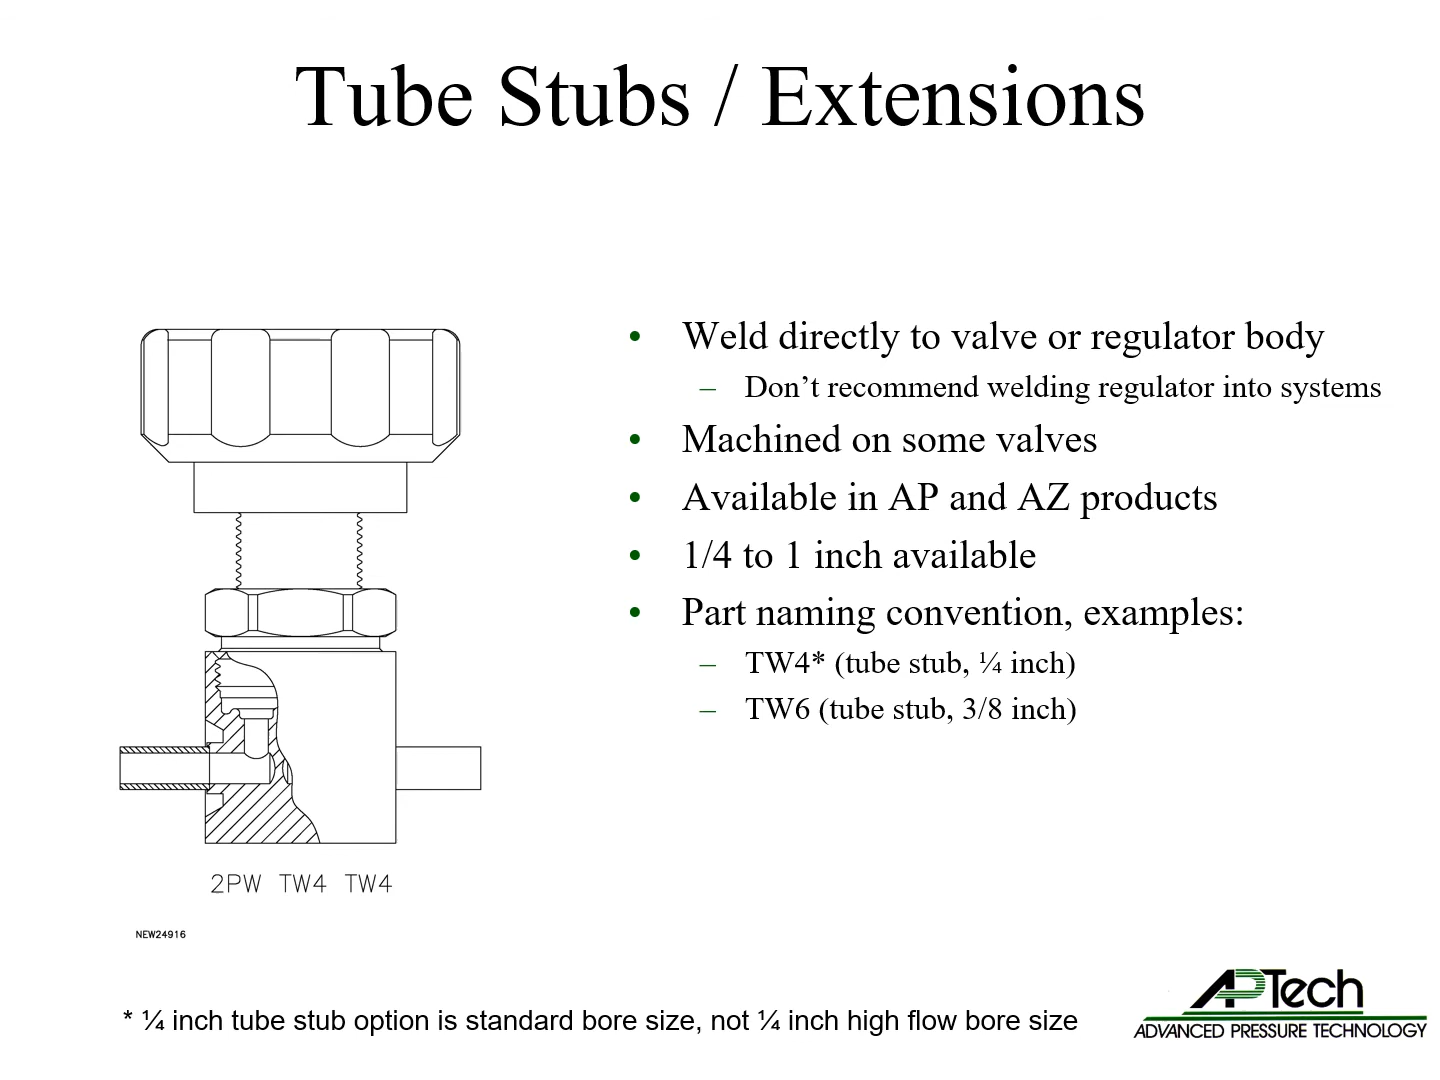 Tube Stubs / Extensions
• Weld directly to valve or regulator body
– Don’t recommend welding regulator into systems
• Machined on some valves
• Available in AP and AZ products
• 1/4 to 1 inch available
• Part naming convention, examples:
– TW4* (tube stub, ¼ inch)
– TW6 (tube stub, 3/8 inch)
2PW TW4 TW4
NEW24916
* ¼ inch tube stub option is standard bore size, not ¼ inch high flow bore size
APTech
ADVANCED PRESSURE TECHNOLOGY